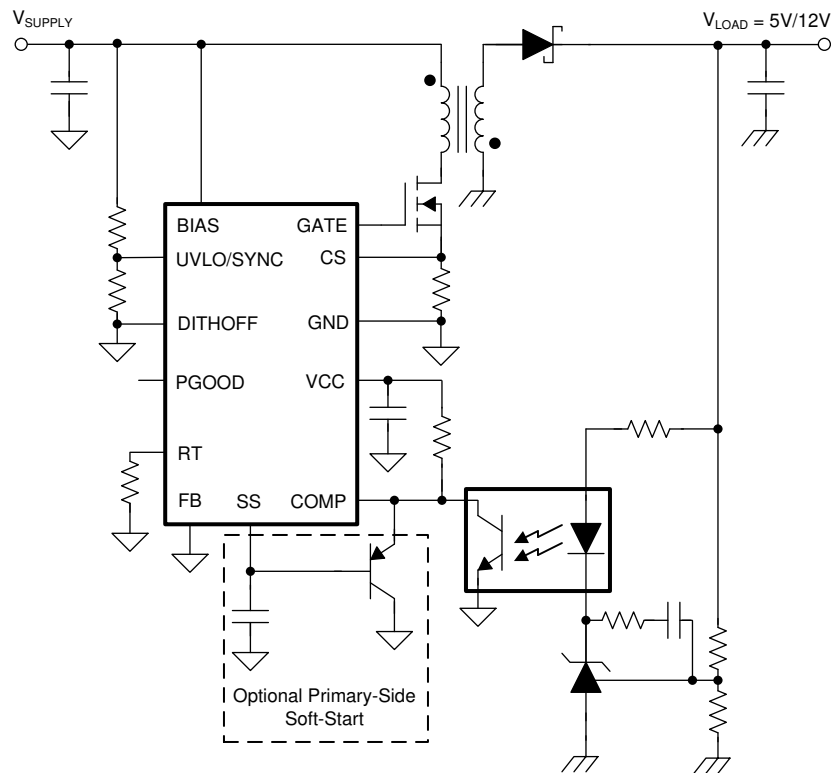 VSUPPLY
VLOAD = 5V/12V
BIAS
GATE
UVLO/SYNC
CS
DITHOFF
GND
PGOOD
VCC
RT
FB
SS
COMP
Optional Primary-Side
Soft-Start